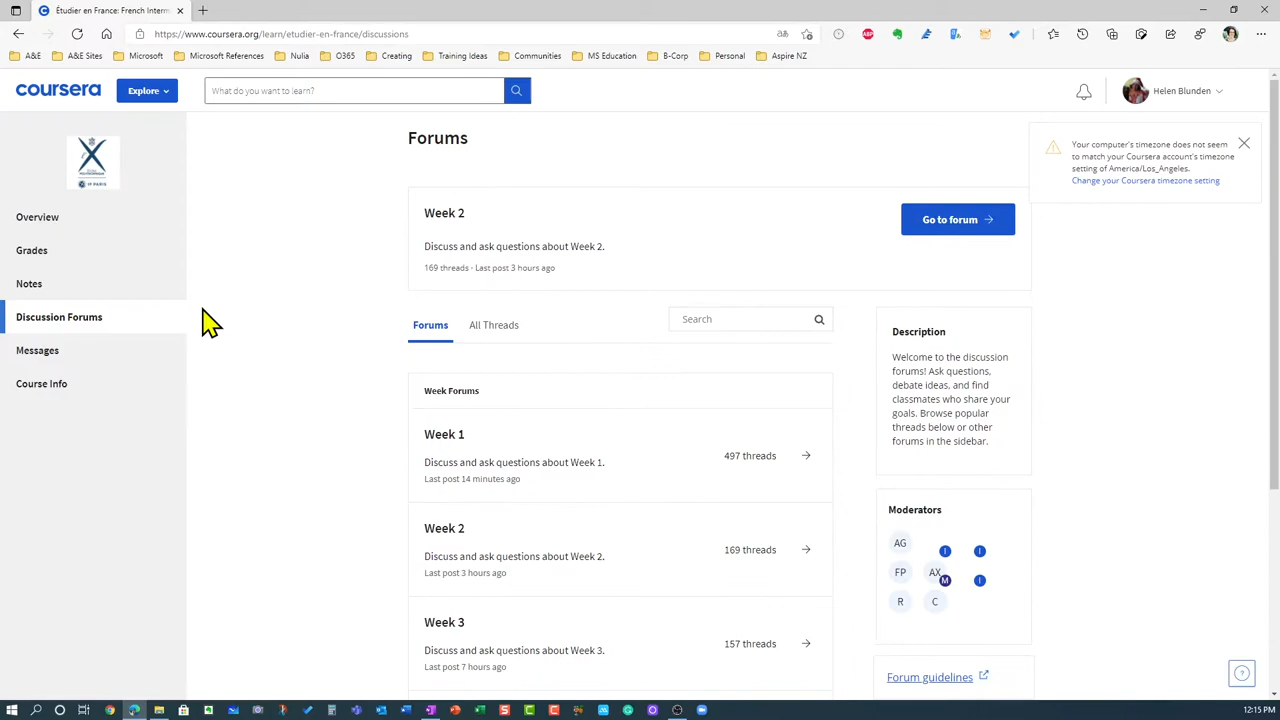 Étudier en France: French Interm
https://www.coursera.org/learn/etudier-en-france/discussions
A&E
A&E Sites
Microsoft
Microsoft References
Nulia
O365
Creating
Training Ideas
Communities
MS Education
B-Corp
Personal
Aspire NZ
coursera
Explore
What do you want to learn?
Helen Blunden
Forums
Your computer's timezone does not seem
to match your Coursera account's timezone
setting of America/Los_Angeles.
Change your Coursera timezone setting
IP PARIS
Overview
Grades
Notes
Discussion Forums
Messages
Course Info
Week 2
Go to forum
Discuss and ask questions about Week 2.
169 threads · Last post 3 hours ago
Forums
All Threads
Search
Week Forums
Week 1
Discuss and ask questions about Week 1.
497 threads
Last post 14 minutes ago
Week 2
Discuss and ask questions about Week 2.
169 threads
Last post 3 hours ago
Week 3
Discuss and ask questions about Week 3.
157 threads
Last post 7 hours ago
Description
Welcome to the discussion
forums! Ask questions,
debate ideas, and find
classmates who share your
goals. Browse popular
threads below or other
forums in the sidebar.
Moderators
AG
I
I
FP
AX
M
I
R
C
Forum guidelines
12:15 PM